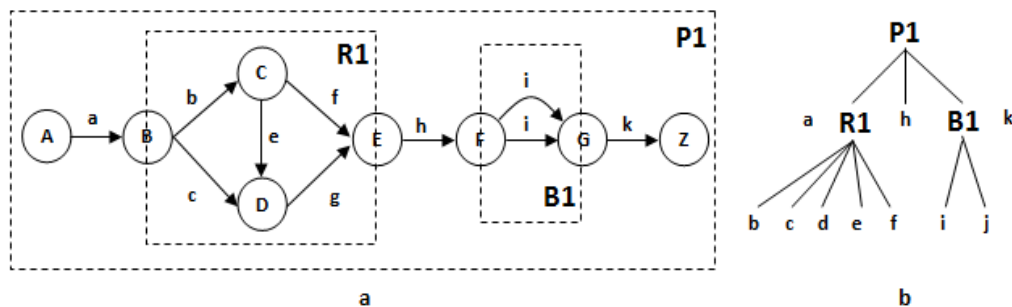 R1 P1
C
b f i
a A B e E h F i G k Z
c D g
B1
a
P1
a R1 h B1 k
b c d e f i j
b